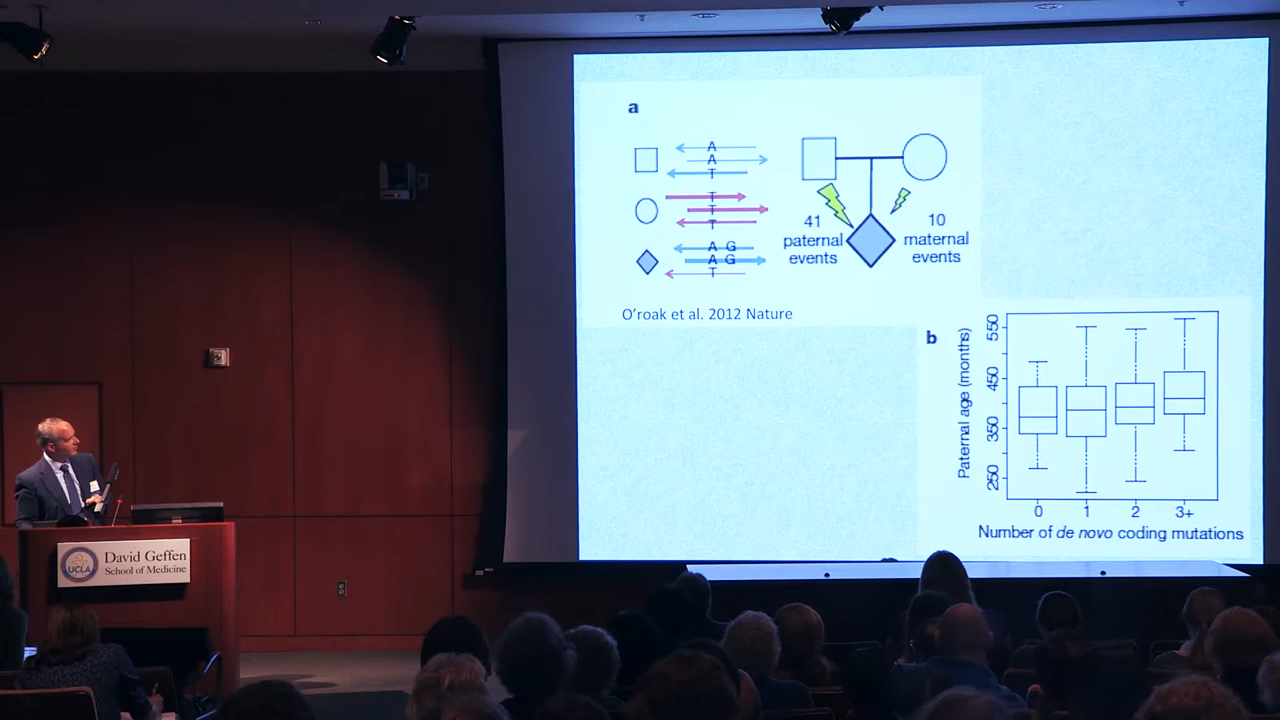 a
A
A
T
T
T
T
A G
A G
T
41
paternal
events
10
maternal
events
O'roak et al. 2012 Nature
b
Paternal age (months)
550
450
350
250
0 1 2 3+
Number of de novo coding mutations
UCLA
David Geffen
School of Medicine